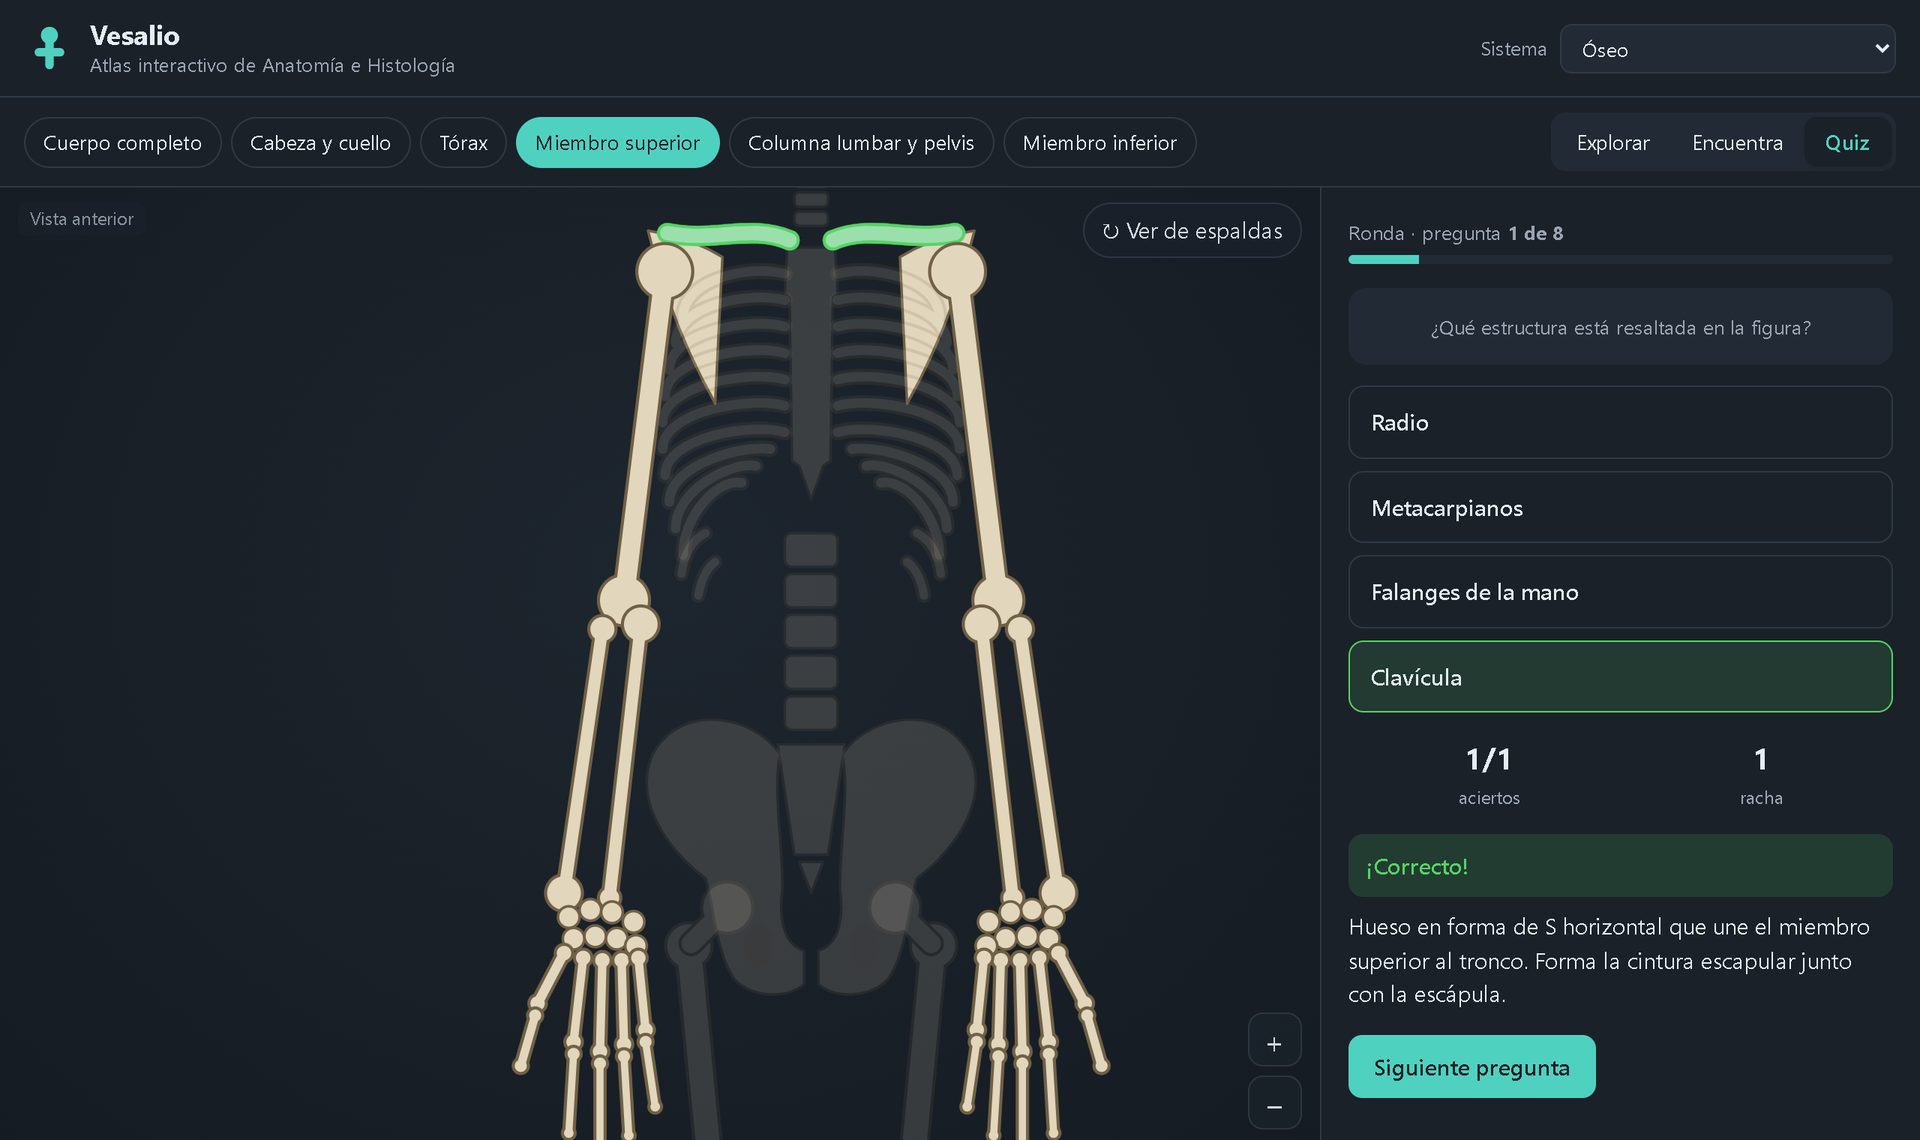 Vesalio
Atlas interactivo de Anatomía e Histología
Sistema
Óseo
Cuerpo completo
Cabeza y cuello
Tórax
Miembro superior
Columna lumbar y pelvis
Miembro inferior
Explorar
Encuentra
Quiz
Vista anterior
↻ Ver de espaldas
+
−
Ronda · pregunta 1 de 8
¿Qué estructura está resaltada en la figura?
Radio
Metacarpianos
Falanges de la mano
Clavícula
1/1
aciertos
1
racha
¡Correcto!
Hueso en forma de S horizontal que une el miembro
superior al tronco. Forma la cintura escapular junto
con la escápula.
Siguiente pregunta